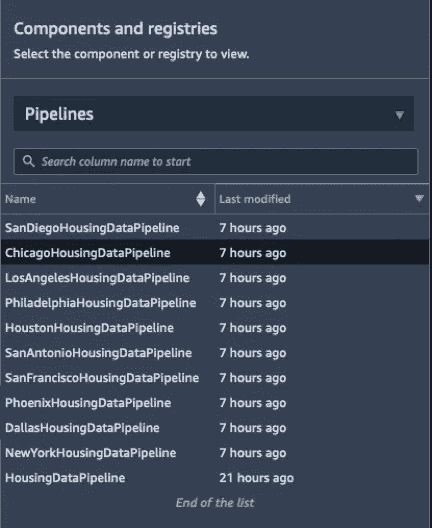 Components and registries
Select the component or registry to view.
Pipelines
Search column name to start
Name Last modified
SanDiegoHousingDataPipeline 7 hours ago
ChicagoHousingDataPipeline 7 hours ago
LosAngelesHousingDataPipeline 7 hours ago
PhiladelphiaHousingDataPipeline 7 hours ago
HoustonHousingDataPipeline 7 hours ago
SanAntonioHousingDataPipeline 7 hours ago
SanFranciscoHousingDataPipeline 7 hours ago
PhoenixHousingDataPipeline 7 hours ago
DallasHousingDataPipeline 7 hours ago
NewYorkHousingDataPipeline 7 hours ago
HousingDataPipeline 21 hours ago
End of the list